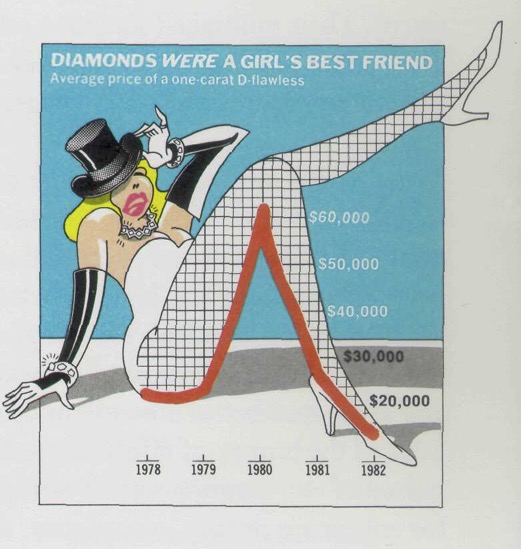 DIAMONDS WERE A GIRL'S BEST FRIEND
Average price of a one-carat D-flawless
$60,000
$50,000
$40,000
$30,000
$20,000
1978 1979 1980 1981 1982